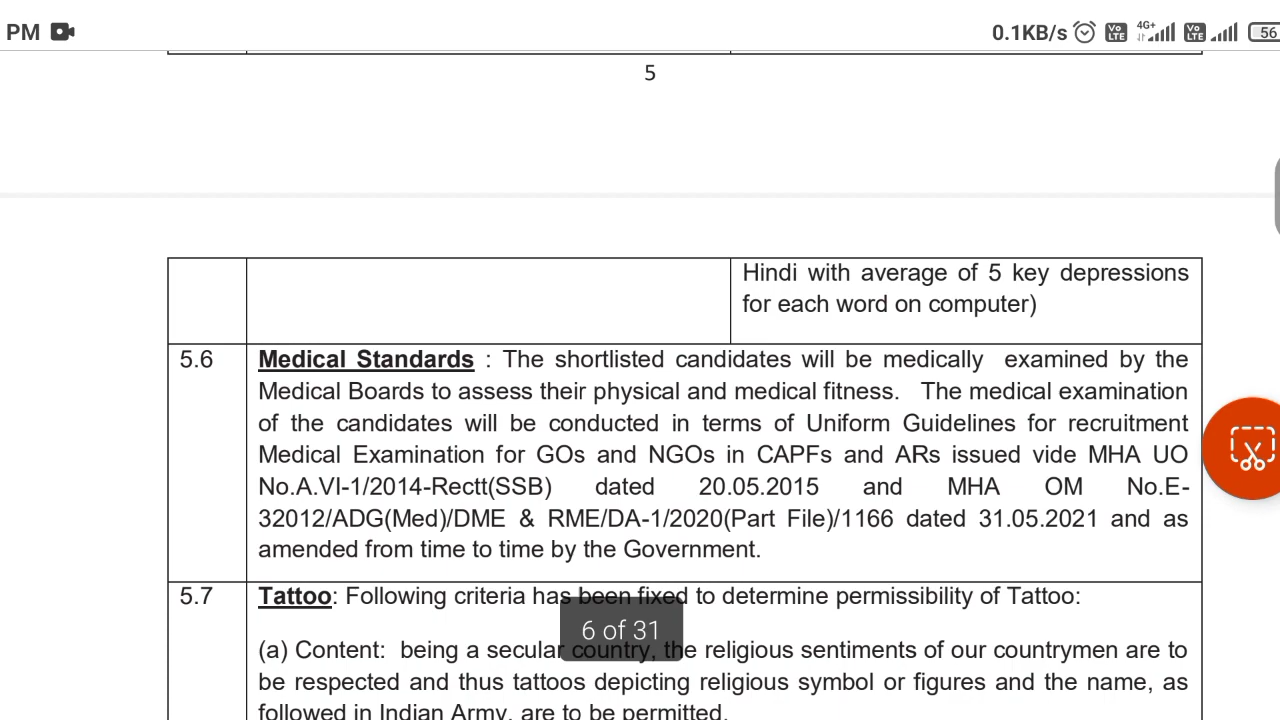 PM 0.1KB/s Vo LTE 4G+ Vo LTE 56
5
Hindi with average of 5 key depressions
for each word on computer)
5.6 Medical Standards : The shortlisted candidates will be medically examined by the
Medical Boards to assess their physical and medical fitness. The medical examination
of the candidates will be conducted in terms of Uniform Guidelines for recruitment
Medical Examination for GOs and NGOs in CAPFs and ARs issued vide MHA UO
No.A.VI-1/2014-Rectt(SSB) dated 20.05.2015 and MHA OM No.E-
32012/ADG(Med)/DME & RME/DA-1/2020(Part File)/1166 dated 31.05.2021 and as
amended from time to time by the Government.
5.7 Tattoo: Following criteria has been fixed to determine permissibility of Tattoo:
6 of 31
(a) Content: being a secular country, the religious sentiments of our countrymen are to
be respected and thus tattoos depicting religious symbol or figures and the name, as
followed in Indian Army, are to be permitted.